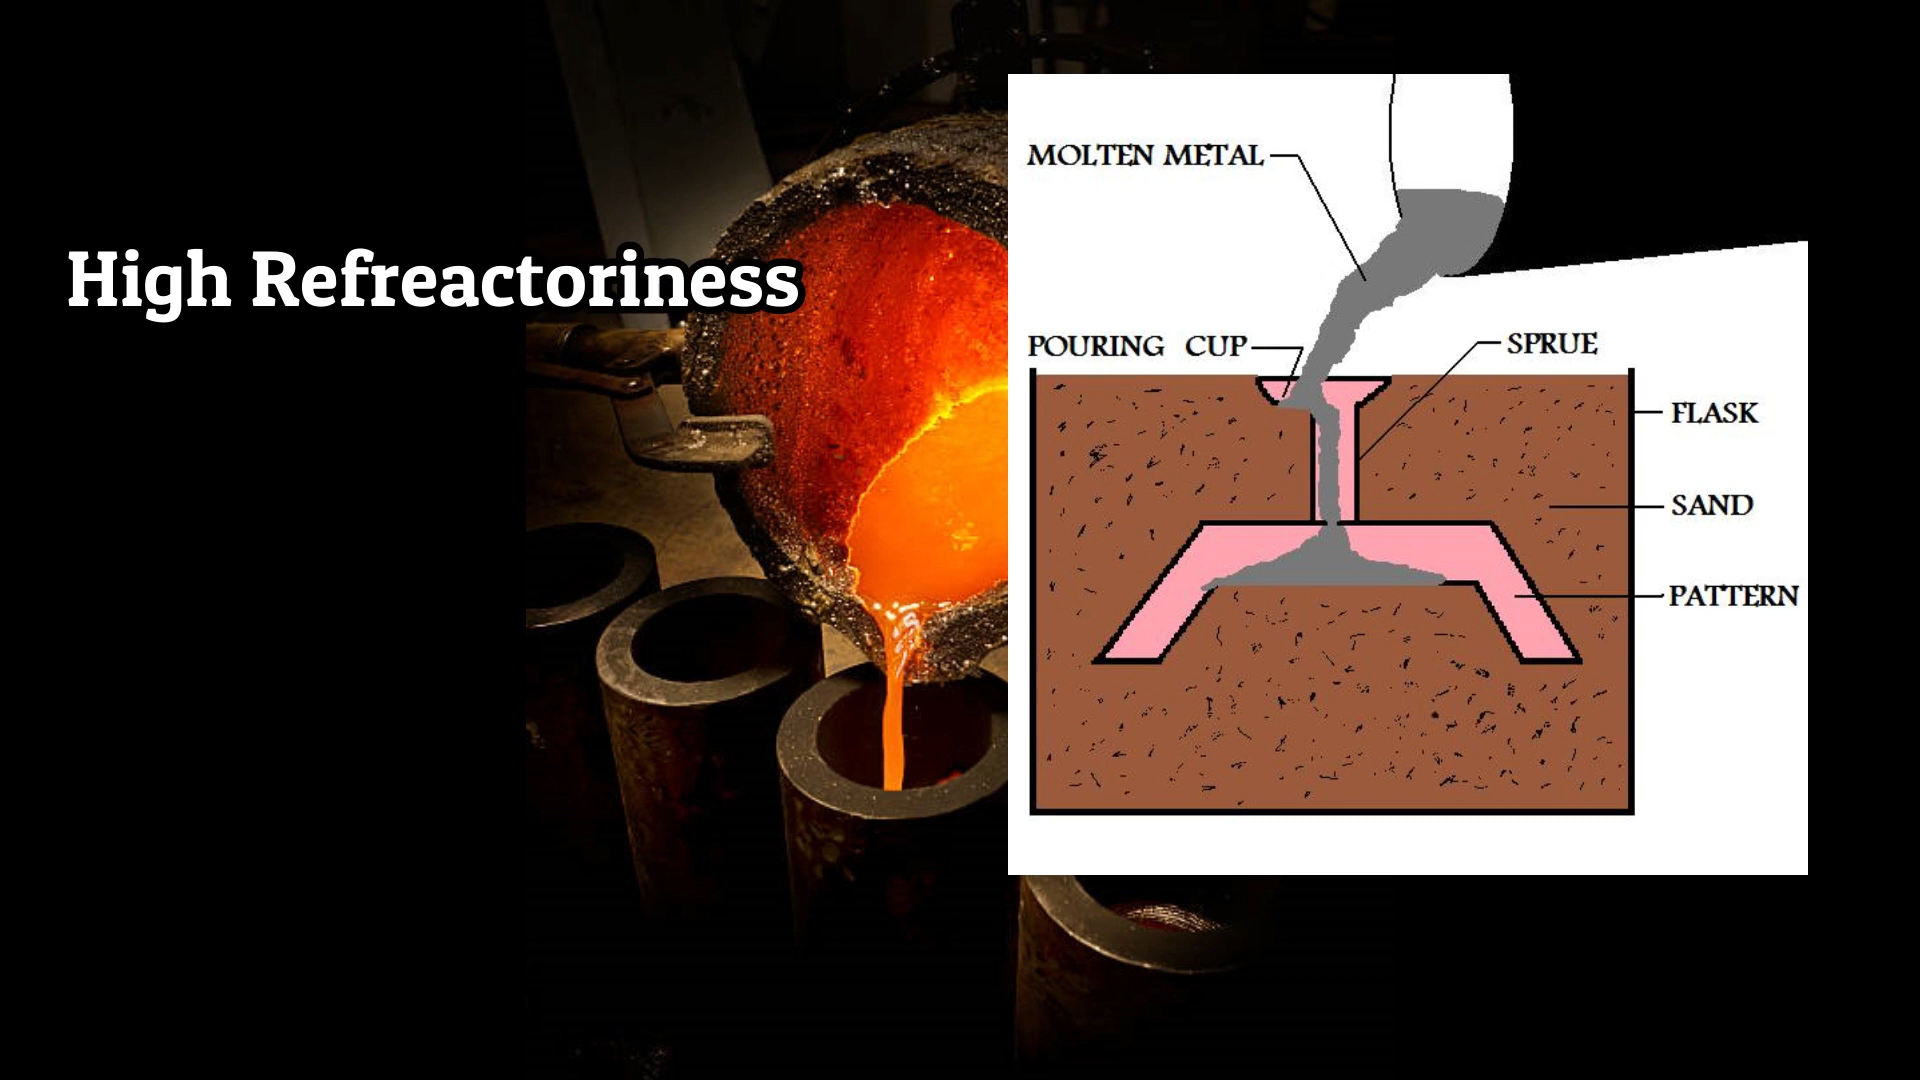 High Refreactoriness
MOLTEN METAL
POURING CUP
SPRUE
FLASK
SAND
PATTERN